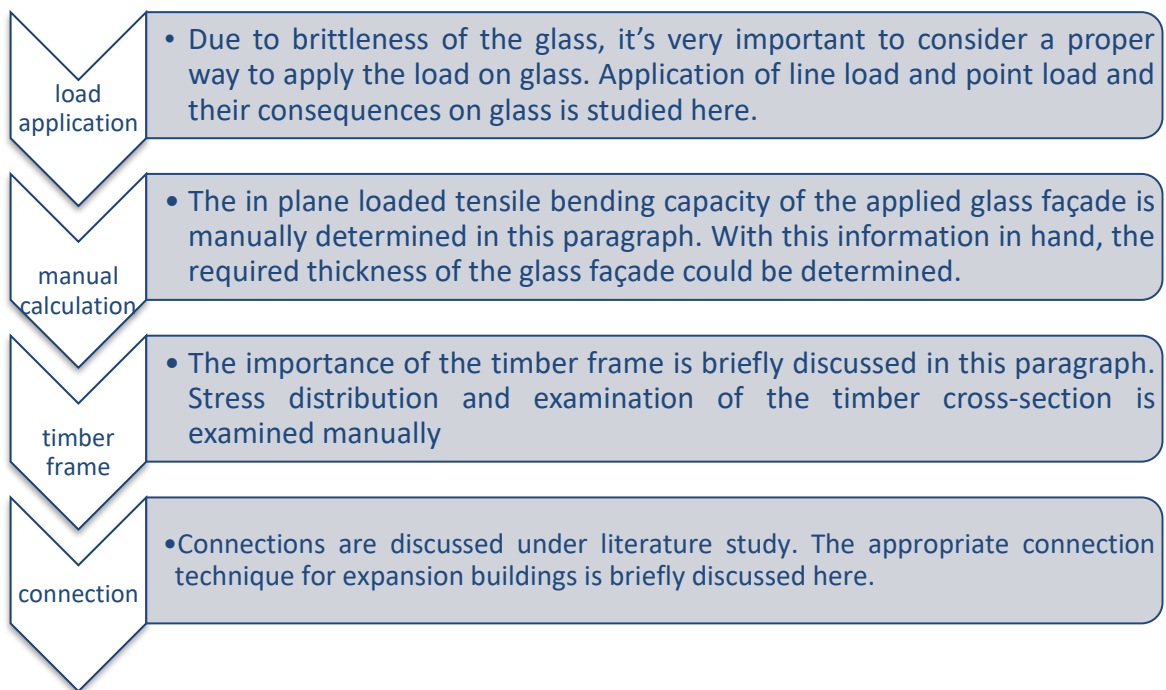 load
application
• Due to brittleness of the glass, it's very important to consider a proper
way to apply the load on glass. Application of line load and point load and
their consequences on glass is studied here.
manual
calculation
• The in plane loaded tensile bending capacity of the applied glass façade is
manually determined in this paragraph. With this information in hand, the
required thickness of the glass façade could be determined.
timber
frame
• The importance of the timber frame is briefly discussed in this paragraph.
Stress distribution and examination of the timber cross-section is
examined manually
connection
•Connections are discussed under literature study. The appropriate connection
technique for expansion buildings is briefly discussed here.